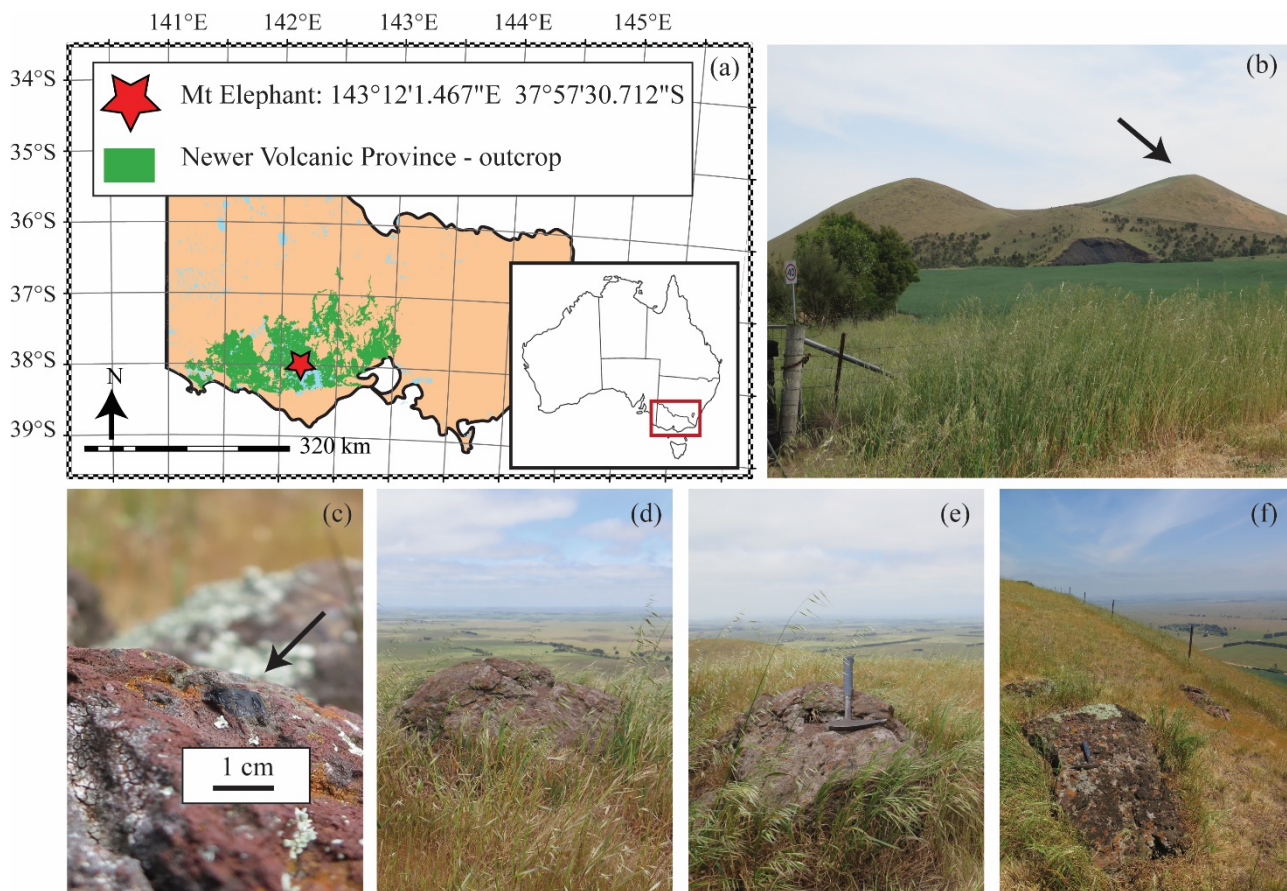 141°E 142°E 143°E 144°E 145°E
34°S
35°S
36°S
37°S
38°S
39°S
(a)
Mt Elephant: 143°12'1.467"E 37°57'30.712"S
Newer Volcanic Province - outcrop
N
320 km
(b)
40
(c)
1 cm
(d)
(e)
(f)